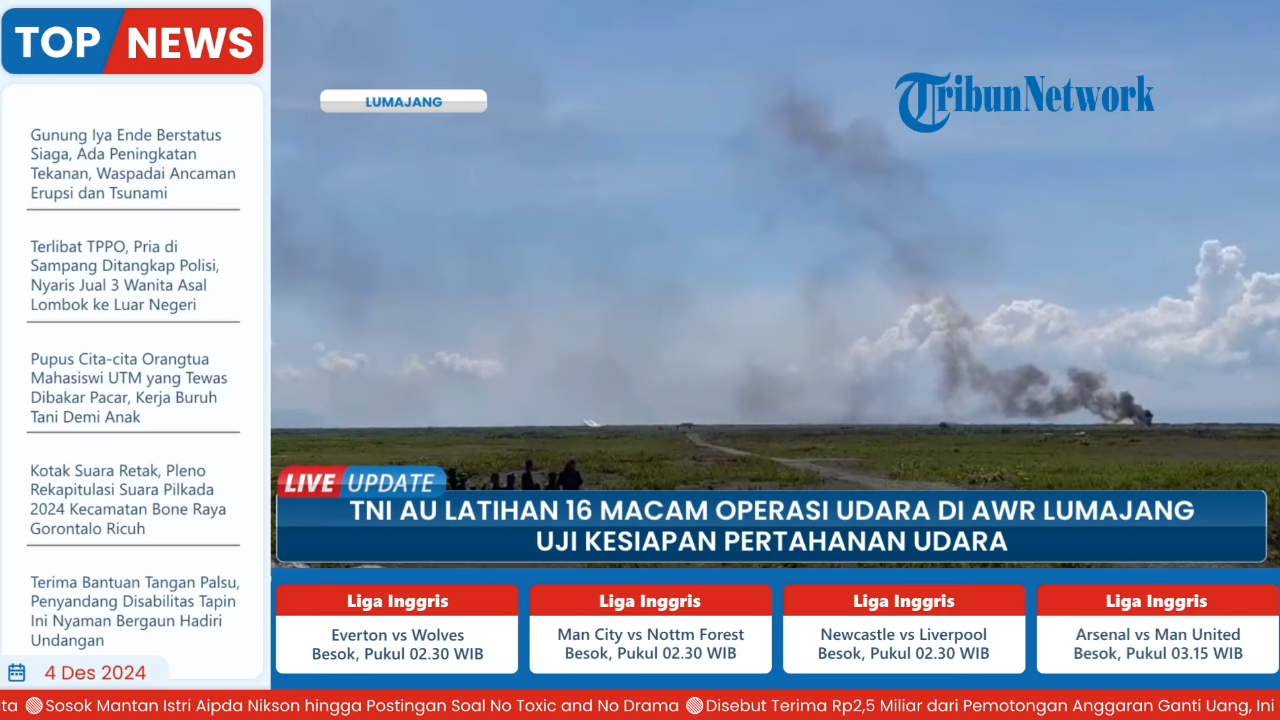 TOP NEWS
Gunung Iya Ende Berstatus
Siaga, Ada Peningkatan
Tekanan, Waspadai Ancaman
Erupsi dan Tsunami
Terlibat TPPO, Pria di
Sampang Ditangkap Polisi,
Nyaris Jual 3 Wanita Asal
Lombok ke Luar Negeri
Pupus Cita-cita Orangtua
Mahasiswi UTM yang Tewas
Dibakar Pacar, Kerja Buruh
Tani Demi Anak
Kotak Suara Retak, Pleno
Rekapitulasi Suara Pilkada
2024 Kecamatan Bone Raya
Gorontalo Ricuh
Terima Bantuan Tangan Palsu,
Penyandang Disabilitas Tapin
Ini Nyaman Bergaun Hadiri
Undangan
4 Des 2024
LUMAJANG
TribunNetwork
LIVE UPDATE
TNI AU LATIHAN 16 MACAM OPERASI UDARA DI AWR LUMAJANG
UJI KESIAPAN PERTAHANAN UDARA
Liga Inggris
Everton vs Wolves
Besok, Pukul 02.30 WIB
Liga Inggris
Man City vs Nottm Forest
Besok, Pukul 02.30 WIB
Liga Inggris
Newcastle vs Liverpool
Besok, Pukul 02.30 WIB
Liga Inggris
Arsenal vs Man United
Besok, Pukul 03.15 WIB
ta Sosok Mantan Istri Aipda Nikson hingga Postingan Soal No Toxic and No Drama Disebut Terima Rp2,5 Miliar dari Pemotongan Anggaran Ganti Uang, Ini